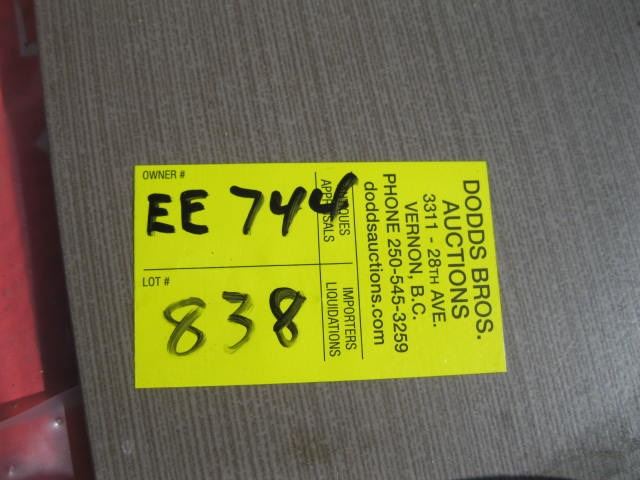 DODDS BROS.
AUCTIONS
3311 - 28TH AVE.
VERNON, B.C.
PHONE 250-545-3259
doddsauctions.com
ANTIQUES
APPRAISALS
IMPORTERS
LIQUIDATIONS
OWNER #
EE 744
LOT #
838